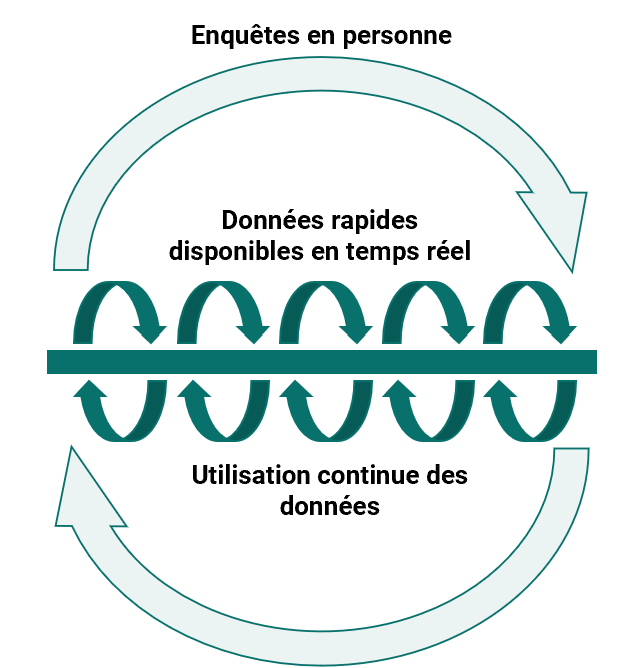 Enquêtes en personne
Données rapides
disponibles en temps réel
Utilisation continue des
données